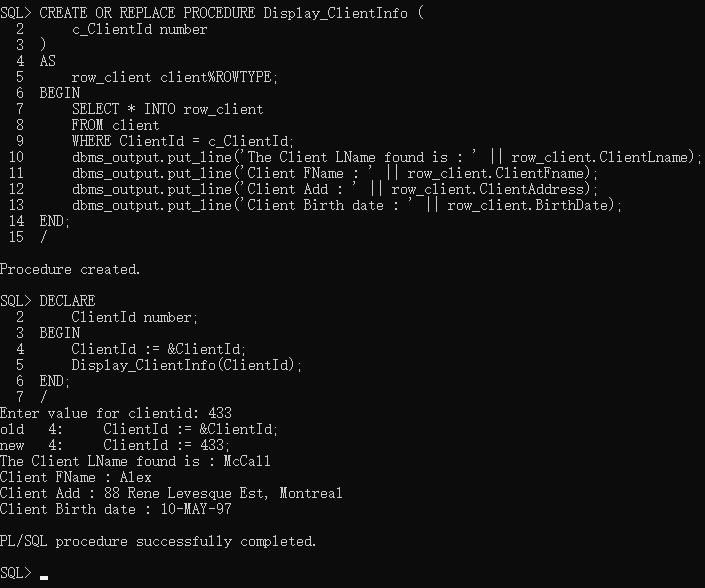 SQL> CREATE OR REPLACE PROCEDURE Display_ClientInfo (
  2      c_ClientId number
  3  )
  4  AS
  5      row_client client%ROWTYPE;
  6  BEGIN
  7      SELECT * INTO row_client
  8      FROM client
  9      WHERE ClientId = c_ClientId;
 10      dbms_output.put_line('The Client LName found is : ' || row_client.ClientLname);
 11      dbms_output.put_line('Client FName : ' || row_client.ClientFname);
 12      dbms_output.put_line('Client Add : ' || row_client.ClientAddress);
 13      dbms_output.put_line('Client Birth date : ' || row_client.BirthDate);
 14  END;
 15  /
Procedure created.
SQL> DECLARE
  2      ClientId number;
  3  BEGIN
  4      ClientId := &ClientId;
  5      Display_ClientInfo(ClientId);
  6  END;
  7  /
Enter value for clientid: 433
old   4:     ClientId := &ClientId;
new   4:     ClientId := 433;
The Client LName found is : McCall
Client FName : Alex
Client Add : 88 Rene Levesque Est, Montreal
Client Birth date : 10-MAY-97
PL/SQL procedure successfully completed.
SQL>